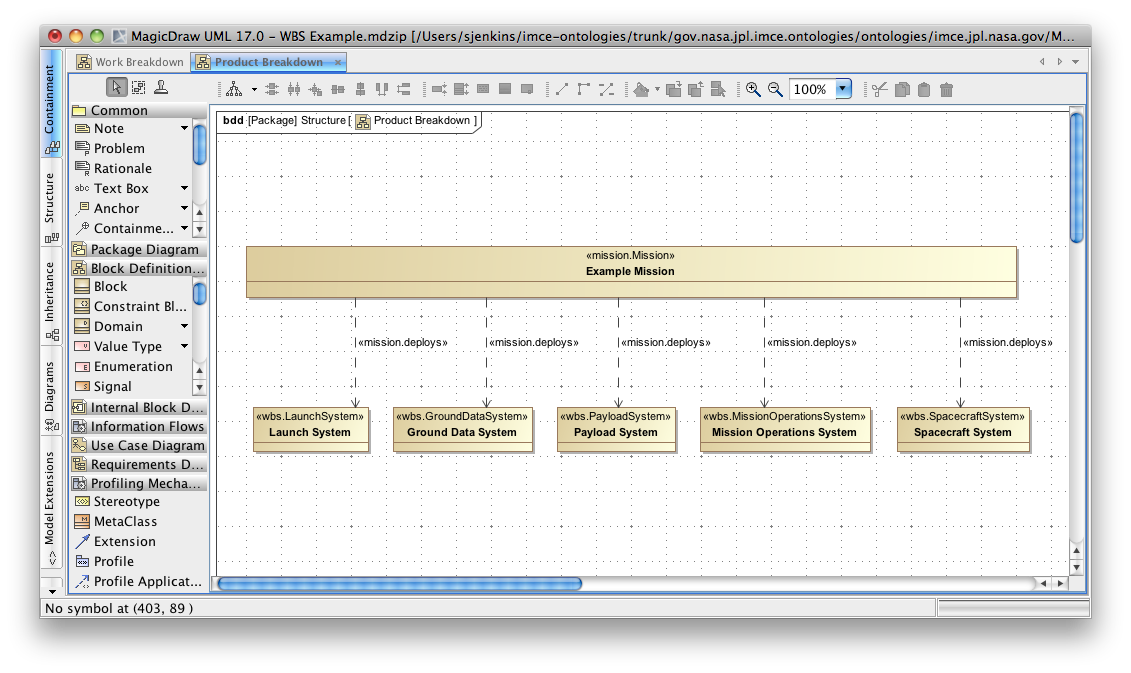 MagicDraw UML 17.0 - WBS Example.mdzip [/Users/sjenkins/imce-ontologies/trunk/gov.nasa.jpl.imce.ontologies/ontologies/imce.jpl.nasa.gov/M...
Work Breakdown
Product Breakdown
100%
Containment
Structure
Inheritance
Diagrams
Model Extensions
Common
Note
Problem
Rationale
abc Text Box
Anchor
Containme...
Package Diagram
Block Definition...
Block
Constraint Bl...
Domain
Value Type
Enumeration
Signal
Internal Block D...
Information Flows
Use Case Diagram
Requirements D...
Profiling Mecha...
Stereotype
MetaClass
Extension
Profile
Profile Applicat...
bdd [Package] Structure [ Product Breakdown ]
«mission.Mission»
Example Mission
«mission.deploys»
«mission.deploys»
«mission.deploys»
«mission.deploys»
«mission.deploys»
«wbs.LaunchSystem»
Launch System
«wbs.GroundDataSystem»
Ground Data System
«wbs.PayloadSystem»
Payload System
«wbs.MissionOperationsSystem»
Mission Operations System
«wbs.SpacecraftSystem»
Spacecraft System
No symbol at (403, 89 )